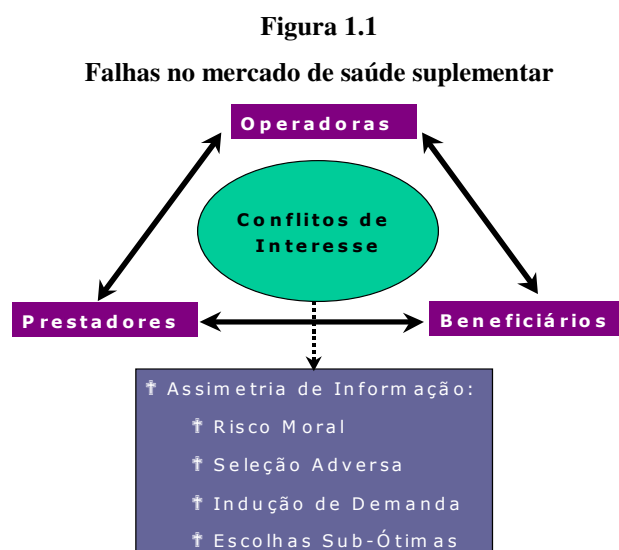 Figura 1.1
Falhas no mercado de saúde suplementar
Operadoras
Conflitos de
Interesse
Prestadores
Beneficiários
✟ Assimetria de Informação:
✟ Risco Moral
✟ Seleção Adversa
✟ Indução de Demanda
✟ Escolhas Sub-Ótimas